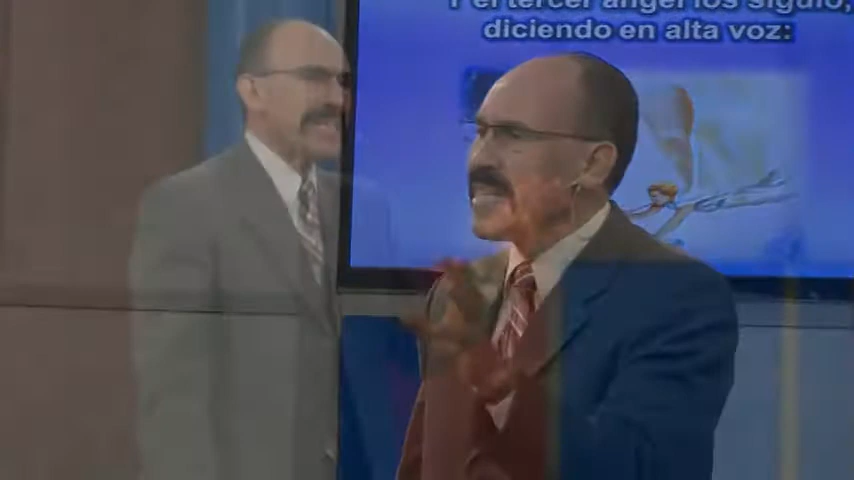 el tercer ángel los siguió,
diciendo en alta voz: